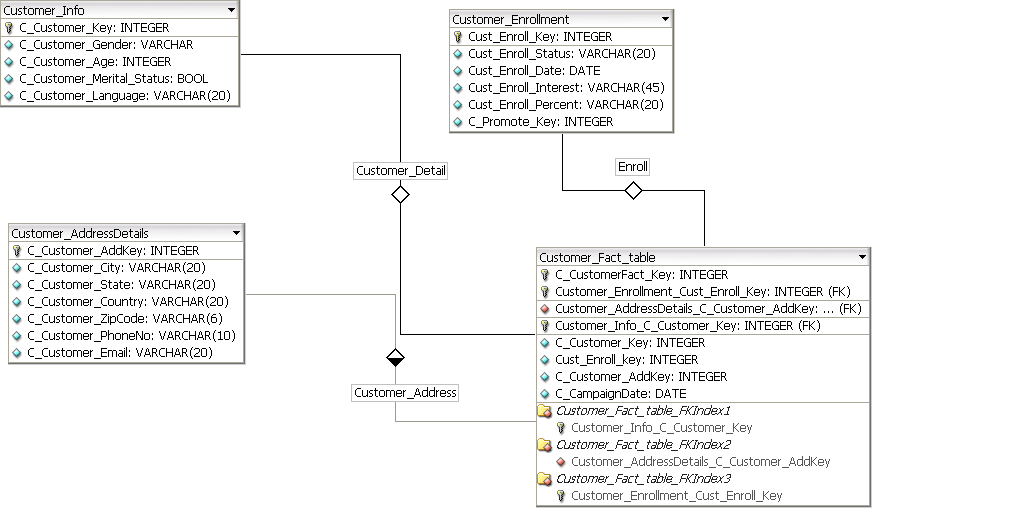 Customer_Info
C_Customer_Key: INTEGER
C_Customer_Gender: VARCHAR
C_Customer_Age: INTEGER
C_Customer_Merital_Status: BOOL
C_Customer_Language: VARCHAR(20)
Customer_Enrollment
Cust_Enroll_Key: INTEGER
Cust_Enroll_Status: VARCHAR(20)
Cust_Enroll_Date: DATE
Cust_Enroll_Interest: VARCHAR(45)
Cust_Enroll_Percent: VARCHAR(20)
C_Promote_Key: INTEGER
Customer_Detail
Enroll
Customer_AddressDetails
C_Customer_AddKey: INTEGER
C_Customer_City: VARCHAR(20)
C_Customer_State: VARCHAR(20)
C_Customer_Country: VARCHAR(20)
C_Customer_ZipCode: VARCHAR(6)
C_Customer_PhoneNo: VARCHAR(10)
C_Customer_Email: VARCHAR(20)
Customer_Address
Customer_Fact_table
C_CustomerFact_Key: INTEGER
Customer_Enrollment_Cust_Enroll_Key: INTEGER (FK)
Customer_AddressDetails_C_Customer_AddKey: ... (FK)
Customer_Info_C_Customer_Key: INTEGER (FK)
C_Customer_Key: INTEGER
Cust_Enroll_key: INTEGER
C_Customer_AddKey: INTEGER
C_CampaignDate: DATE
Customer_Fact_table_FKIndex1
Customer_Info_C_Customer_Key
Customer_Fact_table_FKIndex2
Customer_AddressDetails_C_Customer_AddKey
Customer_Fact_table_FKIndex3
Customer_Enrollment_Cust_Enroll_Key